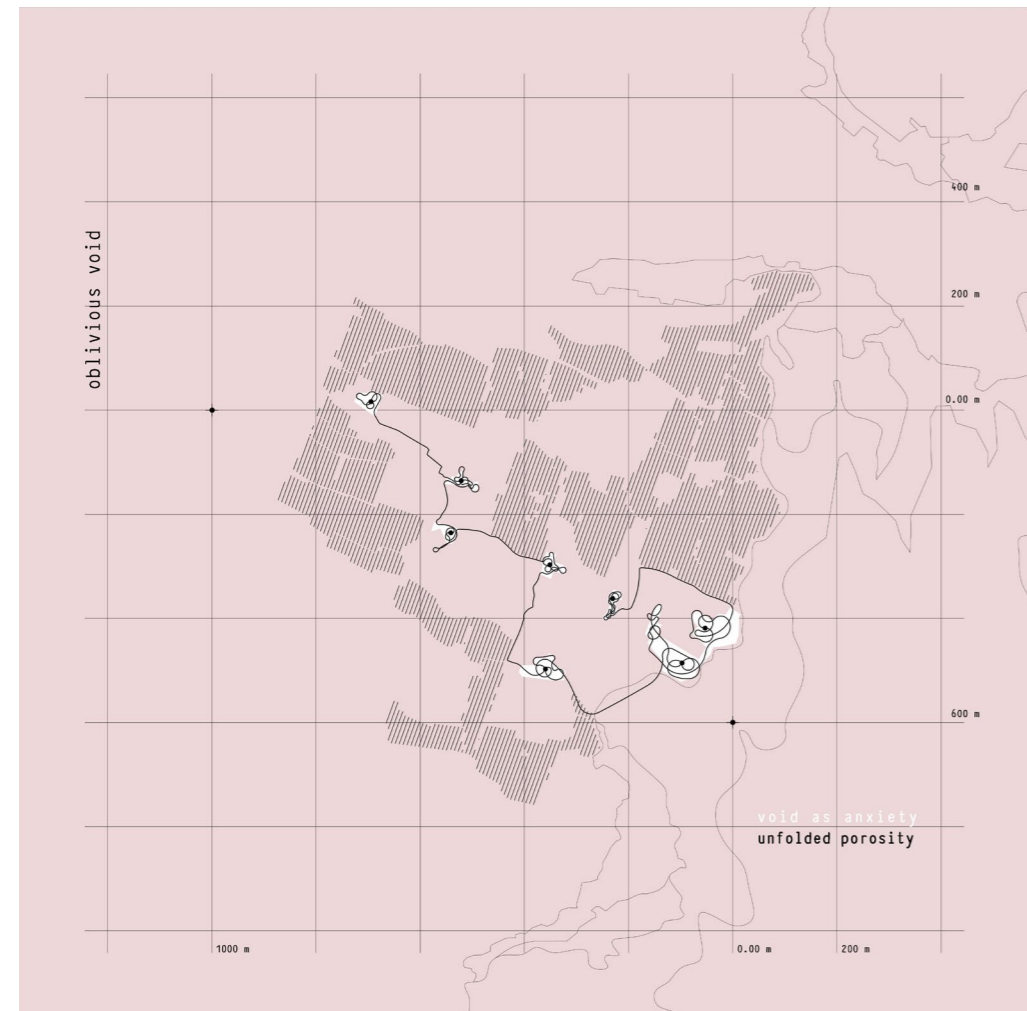 oblivious void
400 m
200 m
0.00 m
600 m
void as anxiety
unfolded porosity
1000 m
0.00 m
200 m